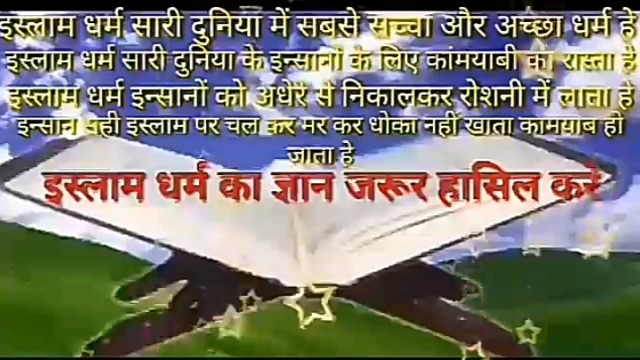 इस्लाम धर्म सारी दुनिया में सबसे सच्चा और अच्छा धर्म हे
इस्लाम धर्म सारी दुनिया के इन्सानो के लिए कांमयाबी का रास्ता हे
इस्लाम धर्म इन्सानों को अंधेरे से निकालकर रोशनी में लाता हे
इन्सान सही इस्लाम पर चल कर मर कर धोका नहीं खाता कामयाब हो
जाता हे
इस्लाम धर्म का ज्ञान जरूर हासिल करे